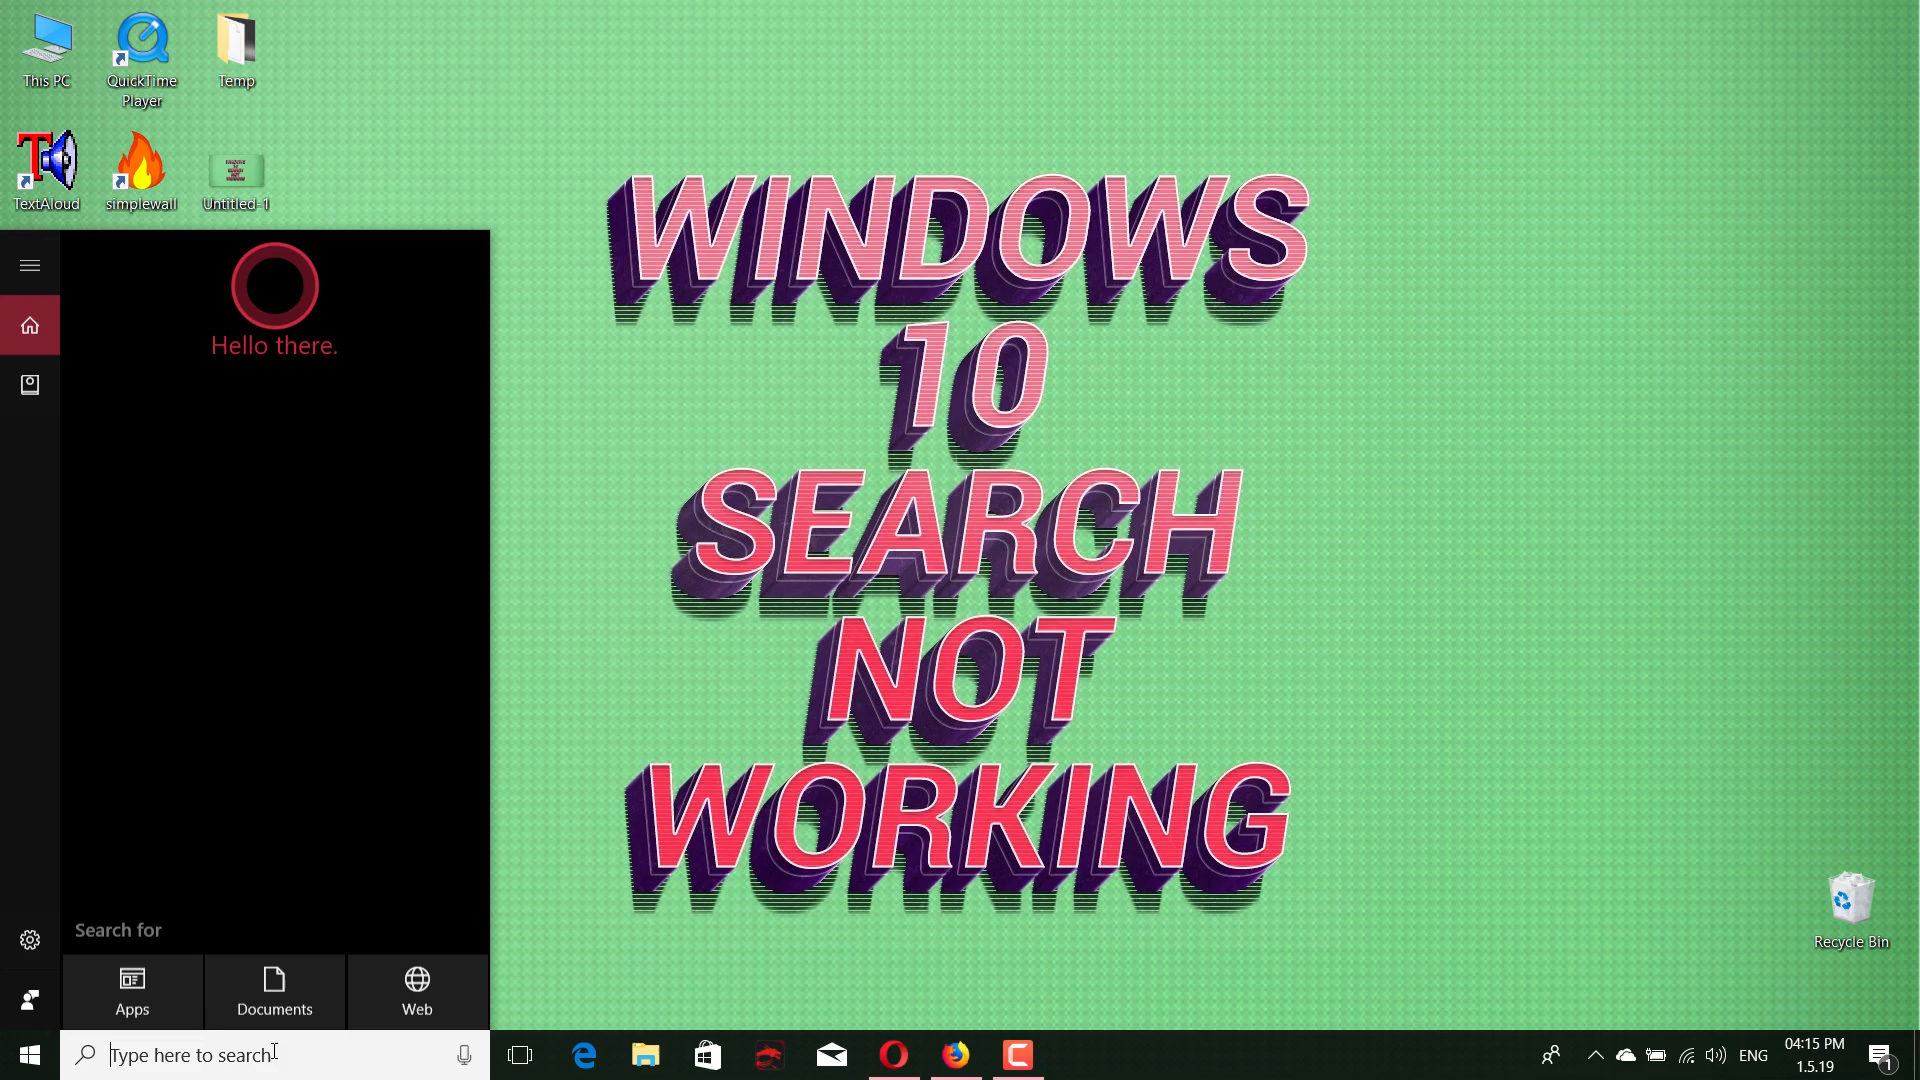 This PC
QuickTime
Player
Temp
TextAloud
simplewall
Untitled-1
Hello there.
Search for
Apps
Documents
Web
Type here to search
WINDOWS
10
SEARCH
NOT
WORKING
Recycle Bin
ENG
04:15 PM
1.5.19
1